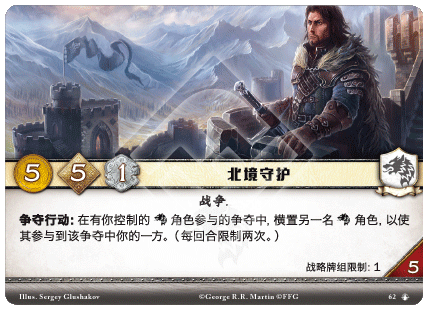 5 5 1 北境守护
战争.
争夺行动: 在有你控制的 角色参与的争夺中, 横置另一名 角色, 以使
其参与到该争夺中你的一方。(每回合限制两次。)
战略牌组限制: 1
5
Illus. Sergey Glushakov ©George R.R. Martin ©FFG 62